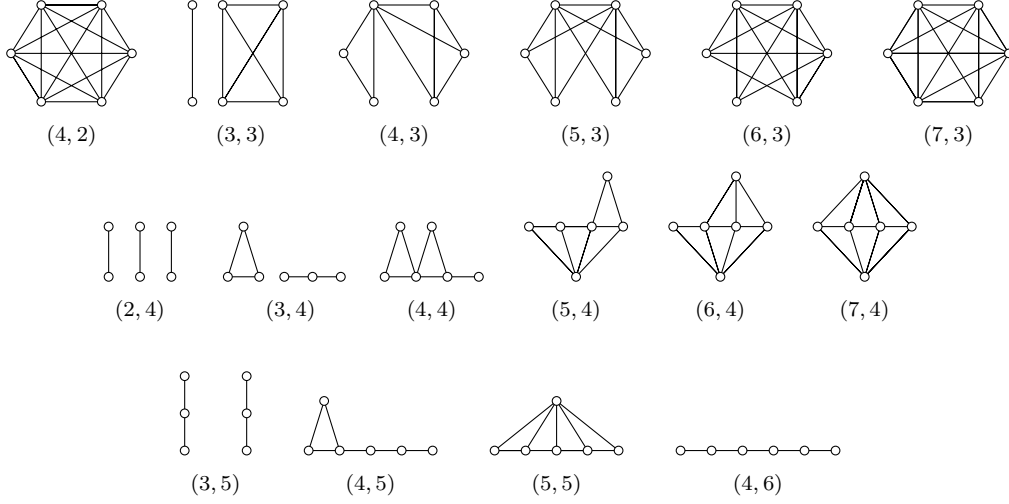 (4, 2) (3, 3) (4, 3) (5, 3) (6, 3) (7, 3)
(2, 4) (3, 4) (4, 4) (5, 4) (6, 4) (7, 4)
(3, 5) (4, 5) (5, 5) (4, 6)